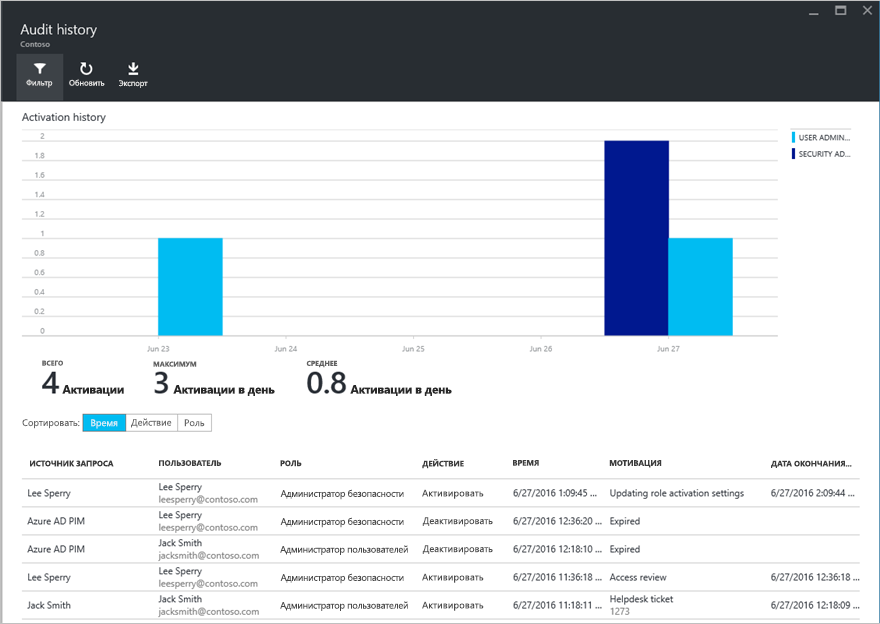 Audit history
Contoso
Фильтр Обновить Экспорт
Activation history
2
1.8
1.6
1.4
1.2
1
0.8
0.6
0.4
0.2
0
Jun 23 Jun 24 Jun 25 Jun 26 Jun 27
USER ADMIN...
SECURITY AD...
ВСЕГО МАКСИМУМ СРЕДНЕЕ
4 Активации 3 Активации в день 0.8 Активации в день
Сортировать: Время Действие Роль
ИСТОЧНИК ЗАПРОСА ПОЛЬЗОВАТЕЛЬ РОЛЬ ДЕЙСТВИЕ ВРЕМЯ МОТИВАЦИЯ ДАТА ОКОНЧАНИЯ...
Lee Sperry Lee Sperry Администратор безопасности Активировать 6/27/2016 1:09:45 ... Updating role activation settings 6/27/2016 2:09:44 ...
leesperry@contoso.com
Azure AD PIM Lee Sperry Администратор безопасности Деактивировать 6/27/2016 12:36:20 ... Expired
leesperry@contoso.com
Azure AD PIM Jack Smith Администратор пользователей Деактивировать 6/27/2016 12:18:10 ... Expired
jacksmith@contoso.com
Lee Sperry Lee Sperry Администратор безопасности Активировать 6/27/2016 11:36:18 ... Access review 6/27/2016 12:36:18 ...
leesperry@contoso.com
Jack Smith Jack Smith Администратор пользователей Активировать 6/27/2016 11:18:11 ... Helpdesk ticket 6/27/2016 12:18:09 ...
jacksmith@contoso.com 1273